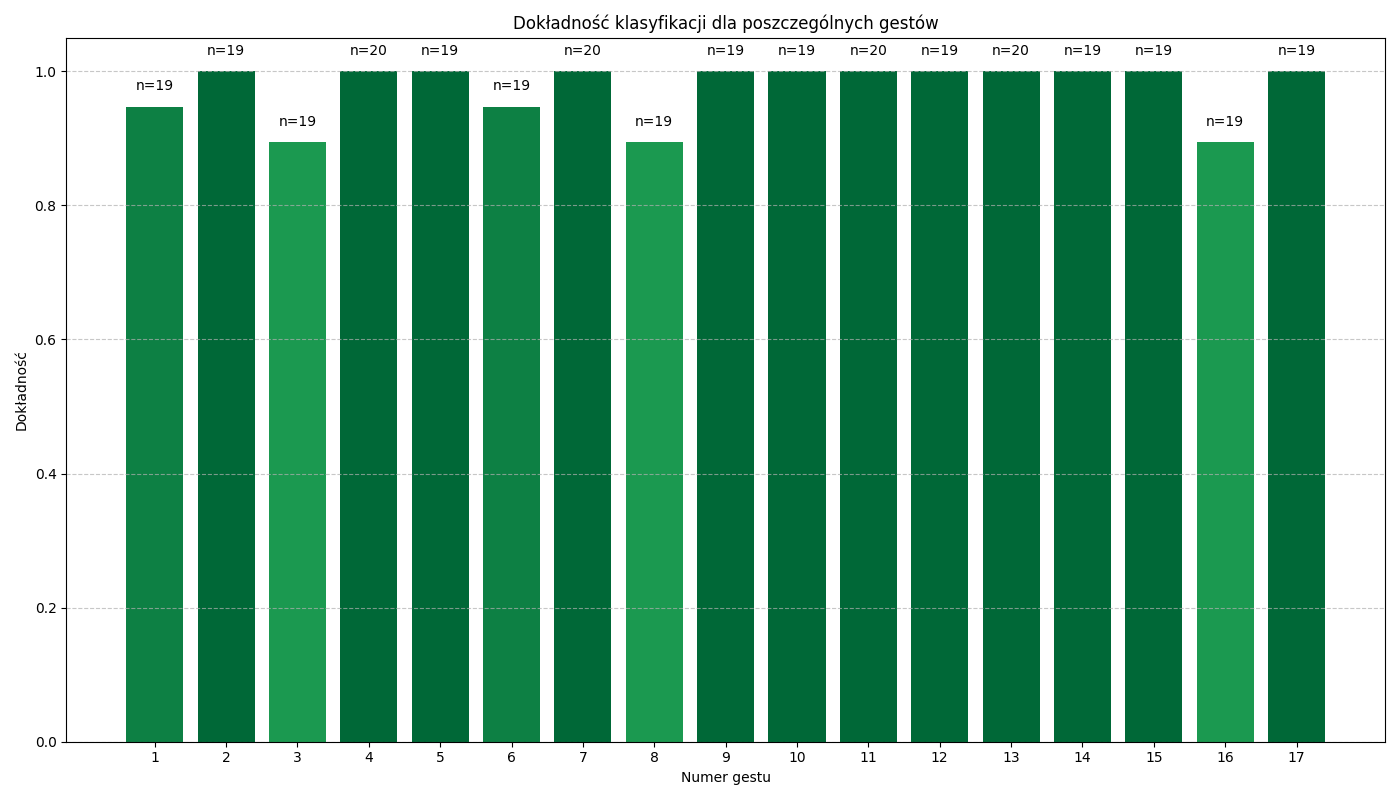 Dokładność klasyfikacji dla poszczególnych gestów
n=19 n=20 n=19 n=20 n=19 n=19 n=20 n=19 n=20 n=19 n=19 n=19
n=19 n=19
n=19 n=19 n=19
1.0
0.8
0.6
0.4
0.2
0.0
Dokładność
1 2 3 4 5 6 7 8 9 10 11 12 13 14 15 16 17
Numer gestu